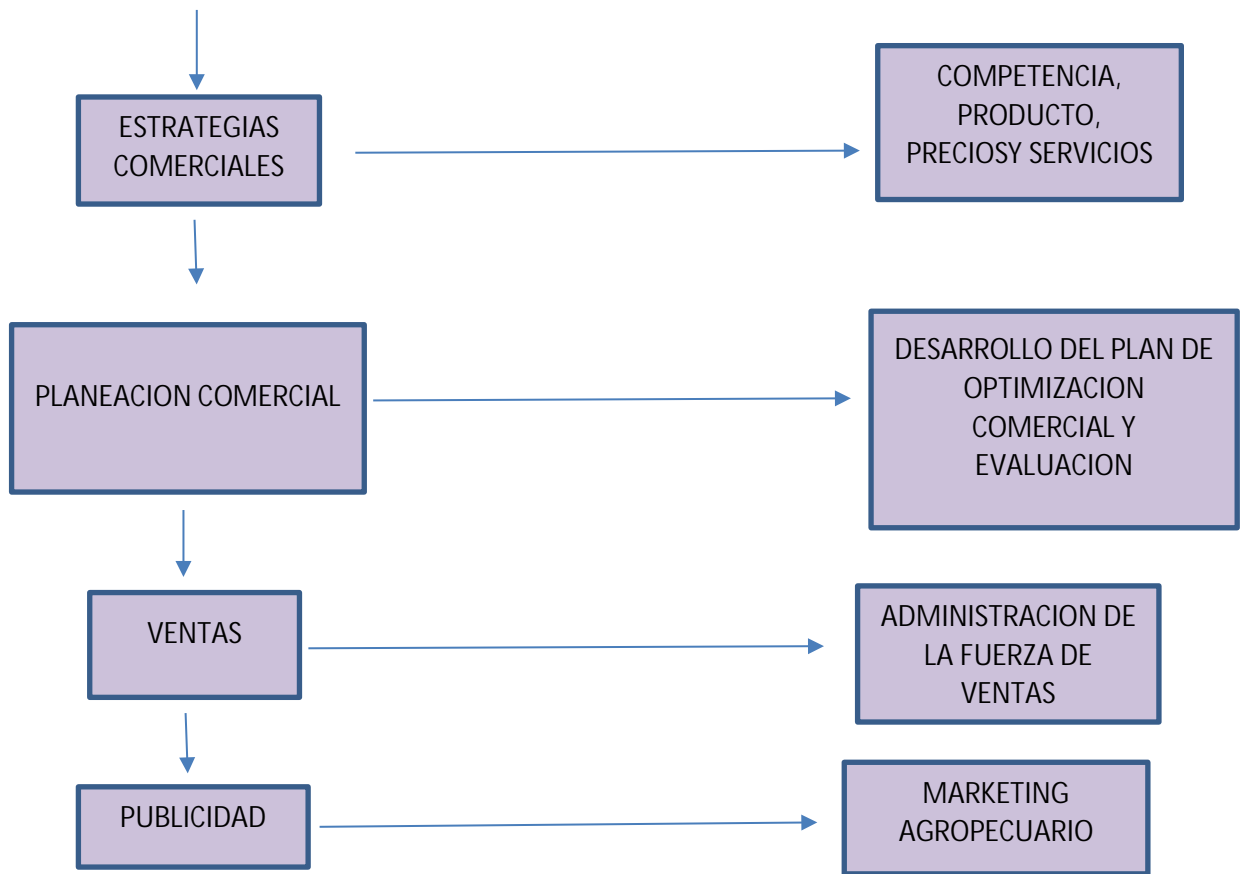 ESTRATEGIAS
COMERCIALES
COMPETENCIA,
PRODUCTO,
PRECIOSY SERVICIOS
PLANEACION COMERCIAL
DESARROLLO DEL PLAN DE
OPTIMIZACION
COMERCIAL Y
EVALUACION
VENTAS
ADMINISTRACION DE
LA FUERZA DE
VENTAS
PUBLICIDAD
MARKETING
AGROPECUARIO